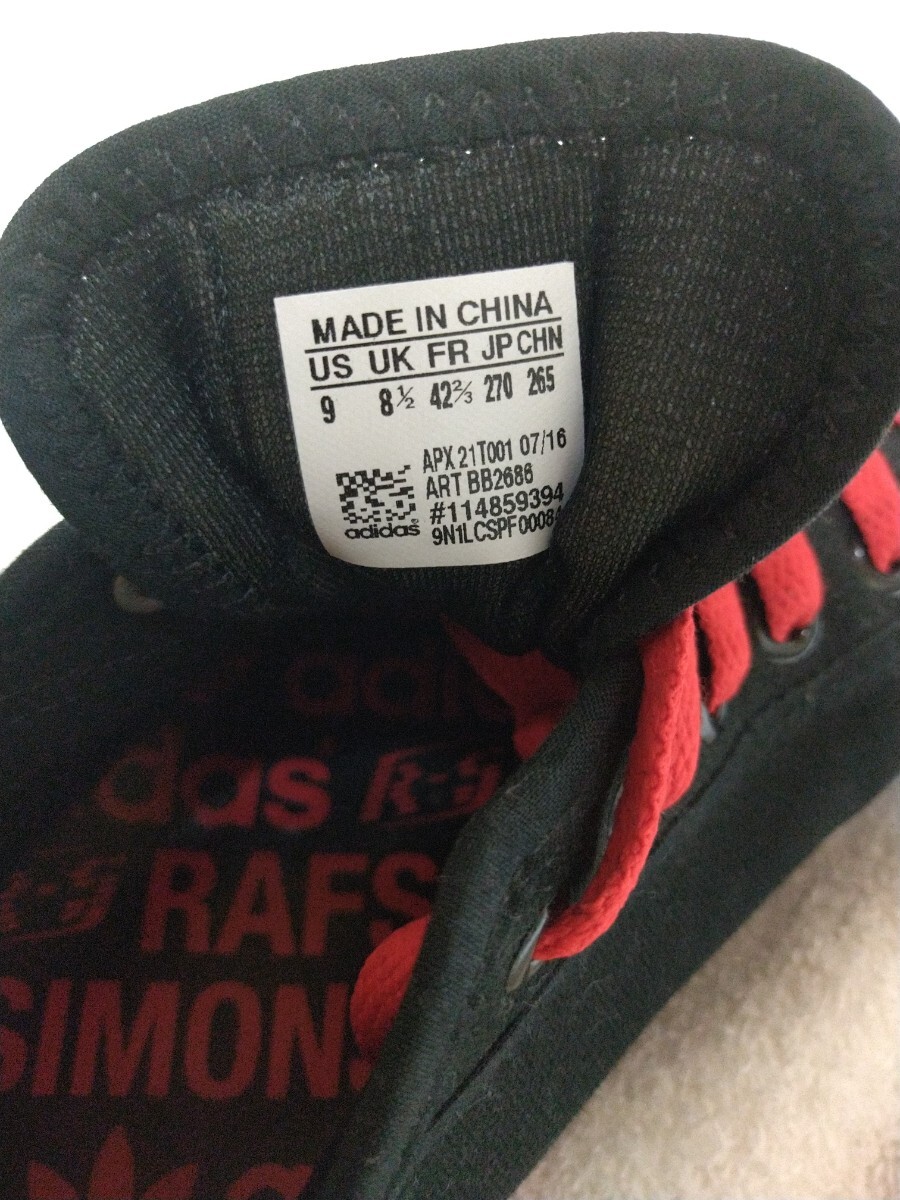 MADE IN CHINA
US UK FR JP CHN
9 8½ 42⅔ 270 265
APX 21T001 07/16
ART BB2686
#114859394
9N1LCSPF0008
adidas
das
RAFS
SIMONS